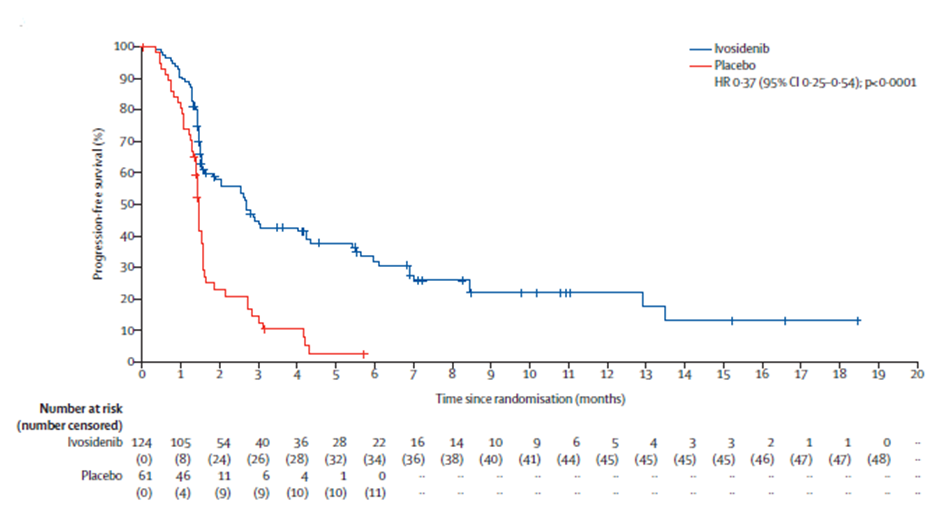 Ivosidenib
Placebo
HR 0·37 (95% CI 0·25–0·54); p<0·0001
Progression-free survival (%)
100
90
80
70
60
50
40
30
20
10
0
0 1 2 3 4 5 6 7 8 9 10 11 12 13 14 15 16 17 18 19 20
Time since randomisation (months)
Number at risk
(number censored)
Ivosidenib 124 105 54 40 36 28 22 16 14 10 9 6 5 4 3 3 2 1 1 0 ··
(0) (8) (24) (26) (28) (32) (34) (36) (38) (40) (41) (44) (45) (45) (45) (45) (46) (47) (47) (48) ··
Placebo 61 46 11 6 4 1 0 ·· ·· ·· ·· ·· ·· ·· ·· ·· ·· ·· ·· ·· ··
(0) (4) (9) (9) (10) (10) (11) ·· ·· ·· ·· ·· ·· ·· ·· ·· ·· ·· ·· ·· ··